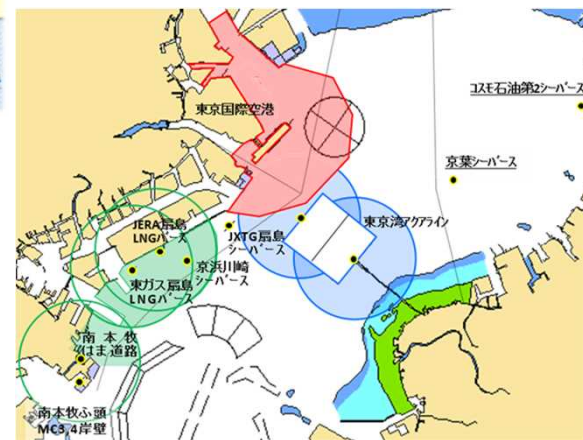 コスモ石油第2シーバース
東京国際空港
京葉シーバース
JERA扇島
LNGバース
JXTG扇島
シーバース
東京湾アクアライン
京浜川崎
シーバース
東ガス扇島
LNGバース
南本牧
はま道路
南本牧ふ頭
MC3,4岸壁